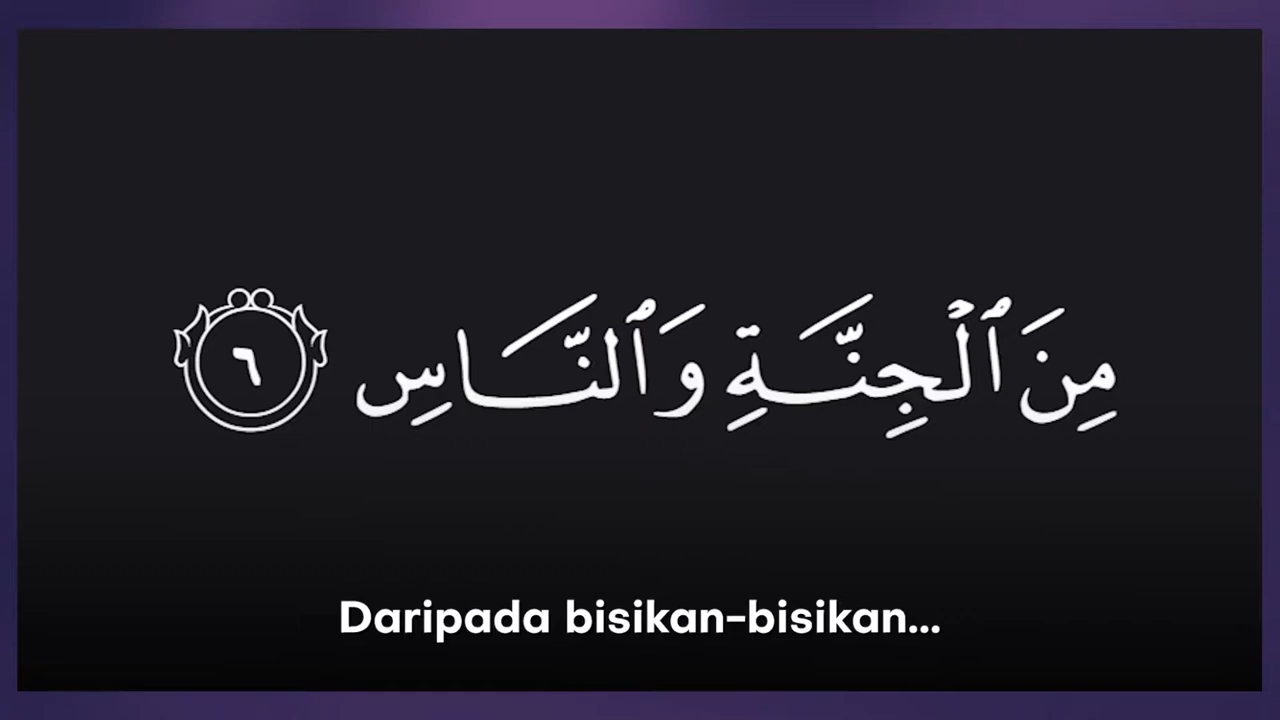 مِنَ ٱلْجِنَّةِ وَٱلنَّاسِ ٦
Daripada bisikan-bisikan...